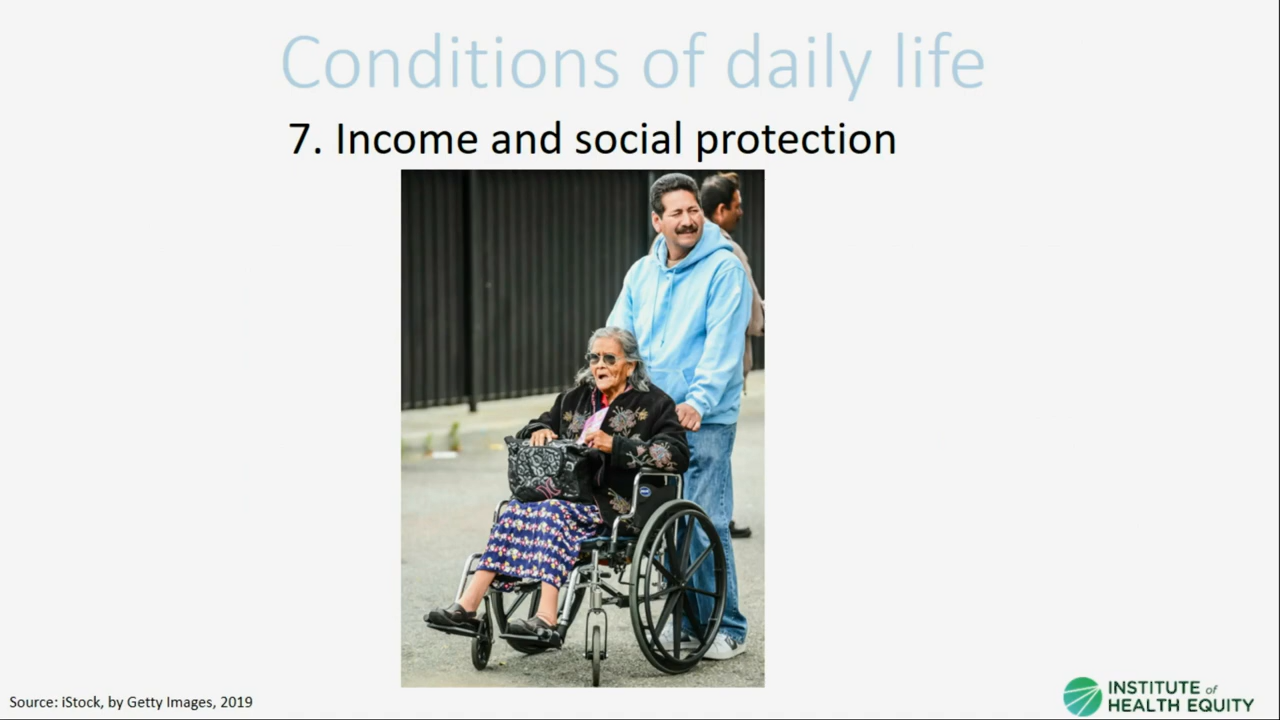 Conditions of daily life
7. Income and social protection
Source: iStock, by Getty Images, 2019
INSTITUTE of
HEALTH EQUITY